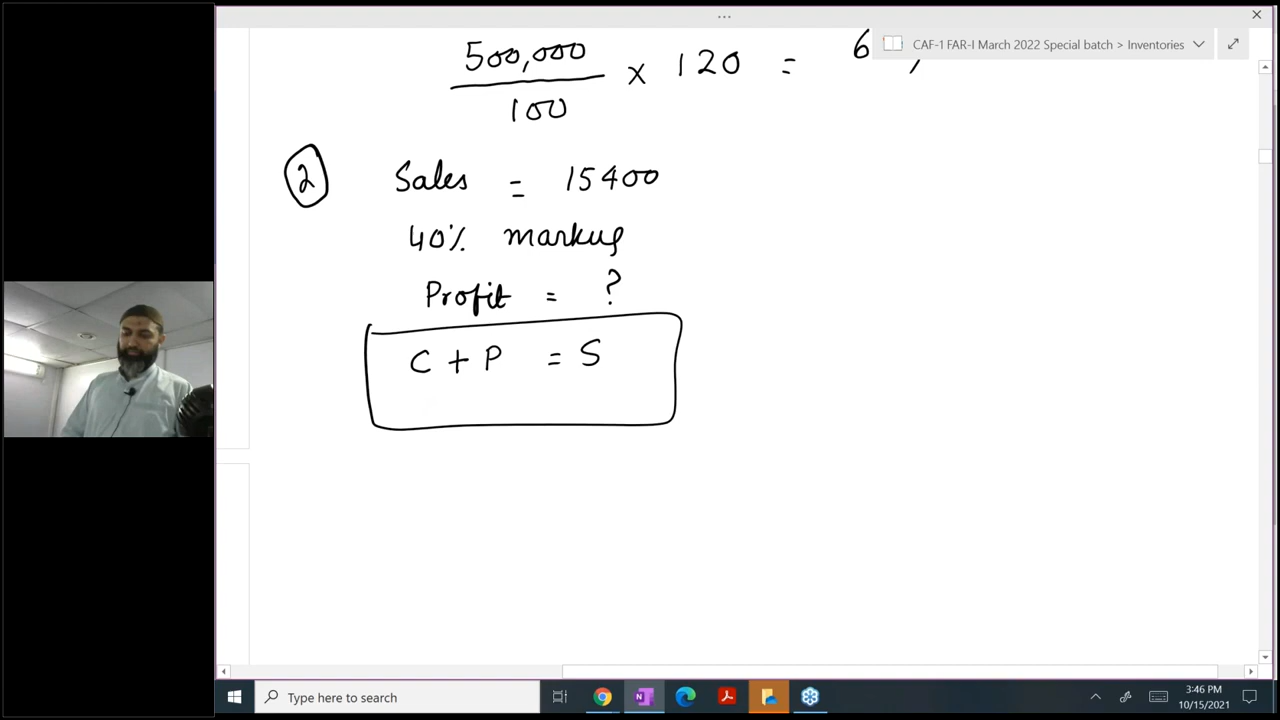 ...
CAF-1 FAR-I March 2022 Special batch > Inventories
500,000
100
x 120 = 6
2
Sales = 15400
40% markup
Profit = ?
C + P = S
Type here to search
3:46 PM
10/15/2021